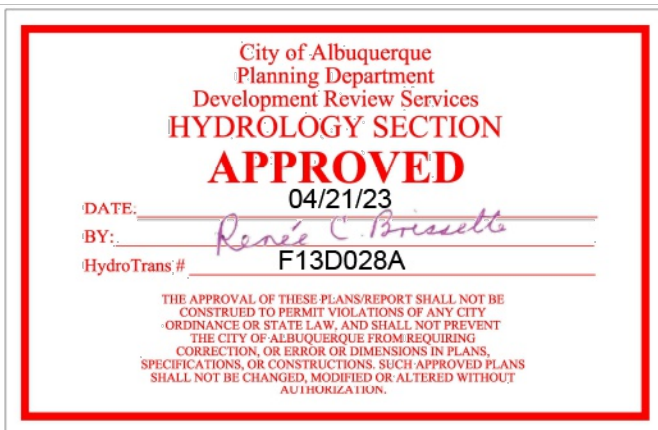 City of Albuquerque
Planning Department
Development Review Services
HYDROLOGY SECTION
APPROVED
DATE: 04/21/23
BY: Renée C. Brissette
HydroTrans # F13D028A
THE APPROVAL OF THESE PLANS/REPORT SHALL NOT BE
CONSTRUED TO PERMIT VIOLATIONS OF ANY CITY
ORDINANCE OR STATE LAW, AND SHALL NOT PREVENT
THE CITY OF ALBUQUERQUE FROM REQUIRING
CORRECTION, OR ERROR OR DIMENSIONS IN PLANS,
SPECIFICATIONS, OR CONSTRUCTIONS. SUCH APPROVED PLANS
SHALL NOT BE CHANGED, MODIFIED OR ALTERED WITHOUT
AUTHORIZATION.